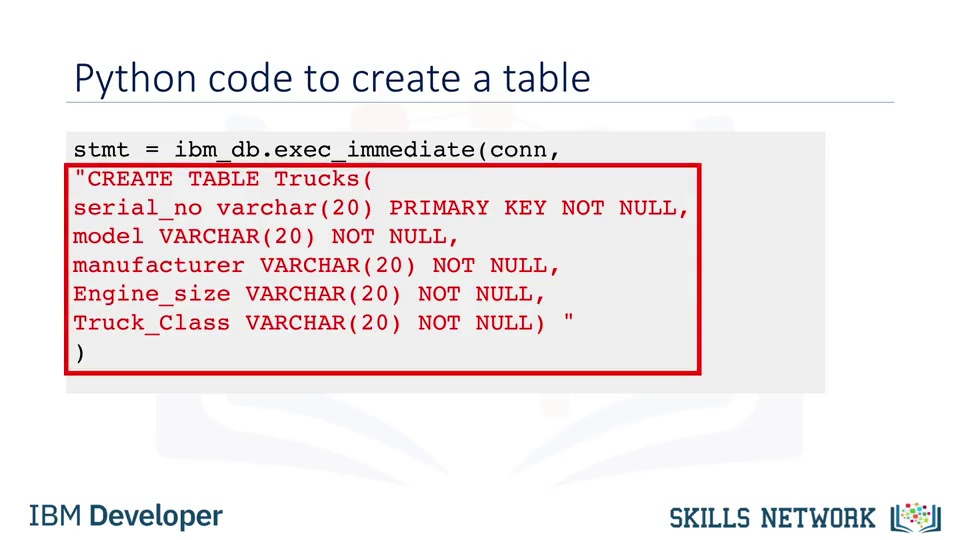 Python code to create a table
stmt = ibm_db.exec_immediate(conn,
"CREATE TABLE Trucks(
serial_no varchar(20) PRIMARY KEY NOT NULL,
model VARCHAR(20) NOT NULL,
manufacturer VARCHAR(20) NOT NULL,
Engine_size VARCHAR(20) NOT NULL,
Truck_Class VARCHAR(20) NOT NULL) "
)
IBM Developer
SKILLS NETWORK